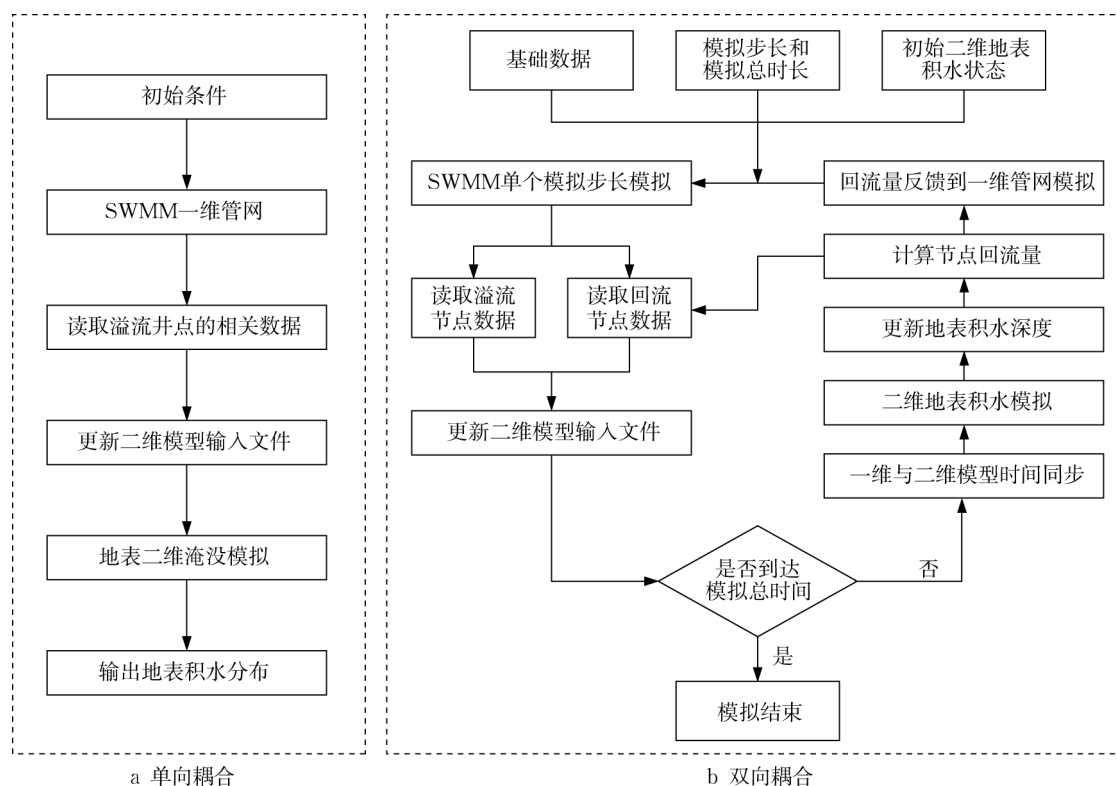 初始条件
SWMM一维管网
读取溢流井点的相关数据
更新二维模型输入文件
地表二维淹没模拟
输出地表积水分布
a 单向耦合
基础数据
模拟步长和
模拟总时长
初始二维地表
积水状态
SWMM单个模拟步长模拟
回流量反馈到一维管网模拟
计算节点回流量
读取溢流
节点数据
读取回流
节点数据
更新地表积水深度
二维地表积水模拟
更新二维模型输入文件
一维与二维模型时间同步
是否到达
模拟总时间
否
是
模拟结束
b 双向耦合